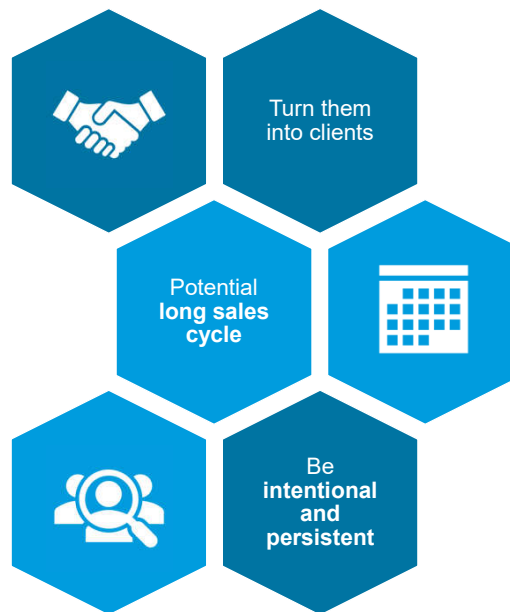 Turn them
into clients
Potential
long sales
cycle
Be
intentional
and
persistent